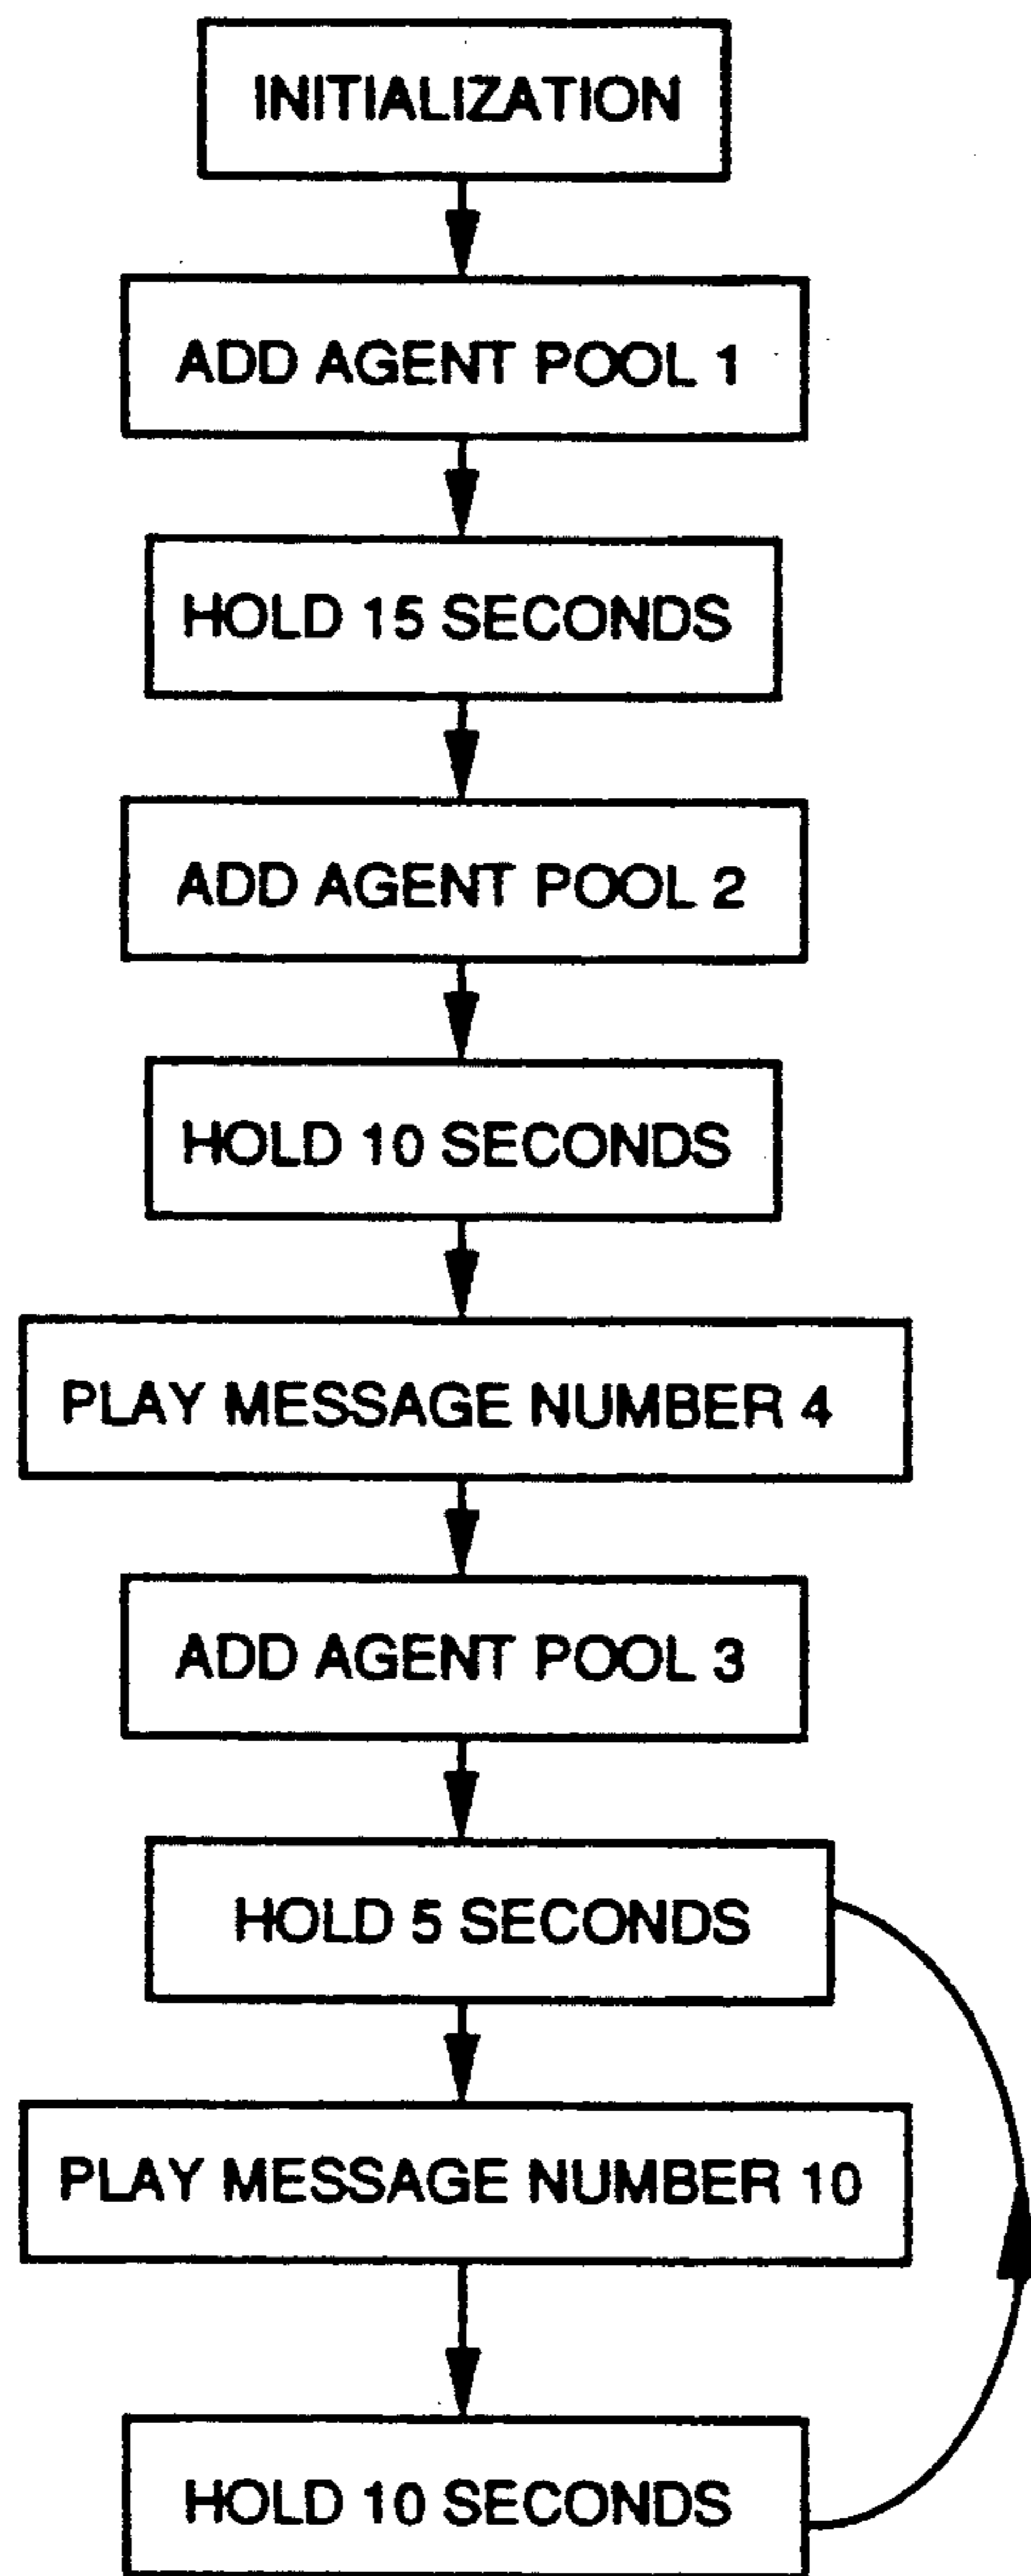 INITIALIZATION
ADD AGENT POOL 1
HOLD 15 SECONDS
ADD AGENT POOL 2
HOLD 10 SECONDS
PLAY MESSAGE NUMBER 4
ADD AGENT POOL 3
HOLD 5 SECONDS
PLAY MESSAGE NUMBER 10
HOLD 10 SECONDS